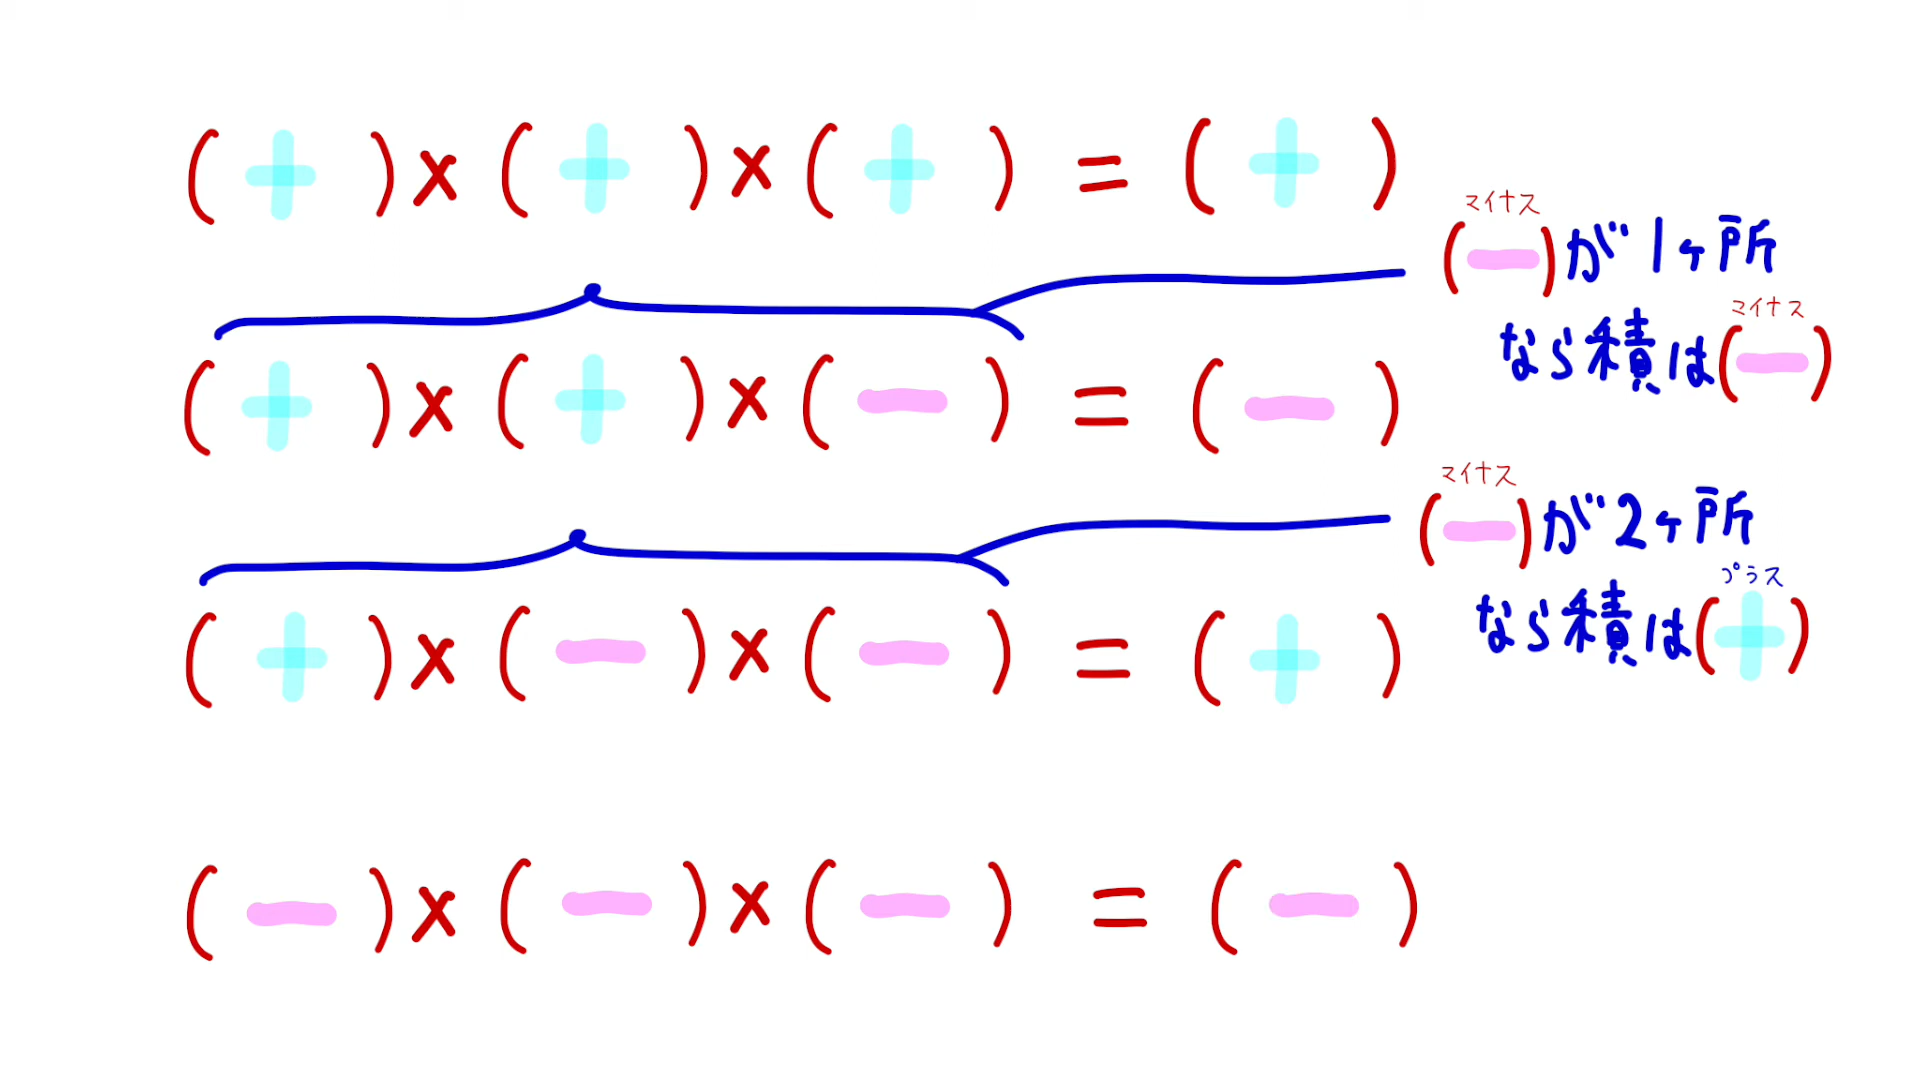 (+)×(+)×(+)=(+)
マイナス
(−)が1ヶ所
マイナス
なら積は(−)
(+)×(+)×(−)=(−)
マイナス
(−)が2ヶ所
プラス
なら積は(+)
(+)×(−)×(−)=(+)
(−)×(−)×(−)=(−)